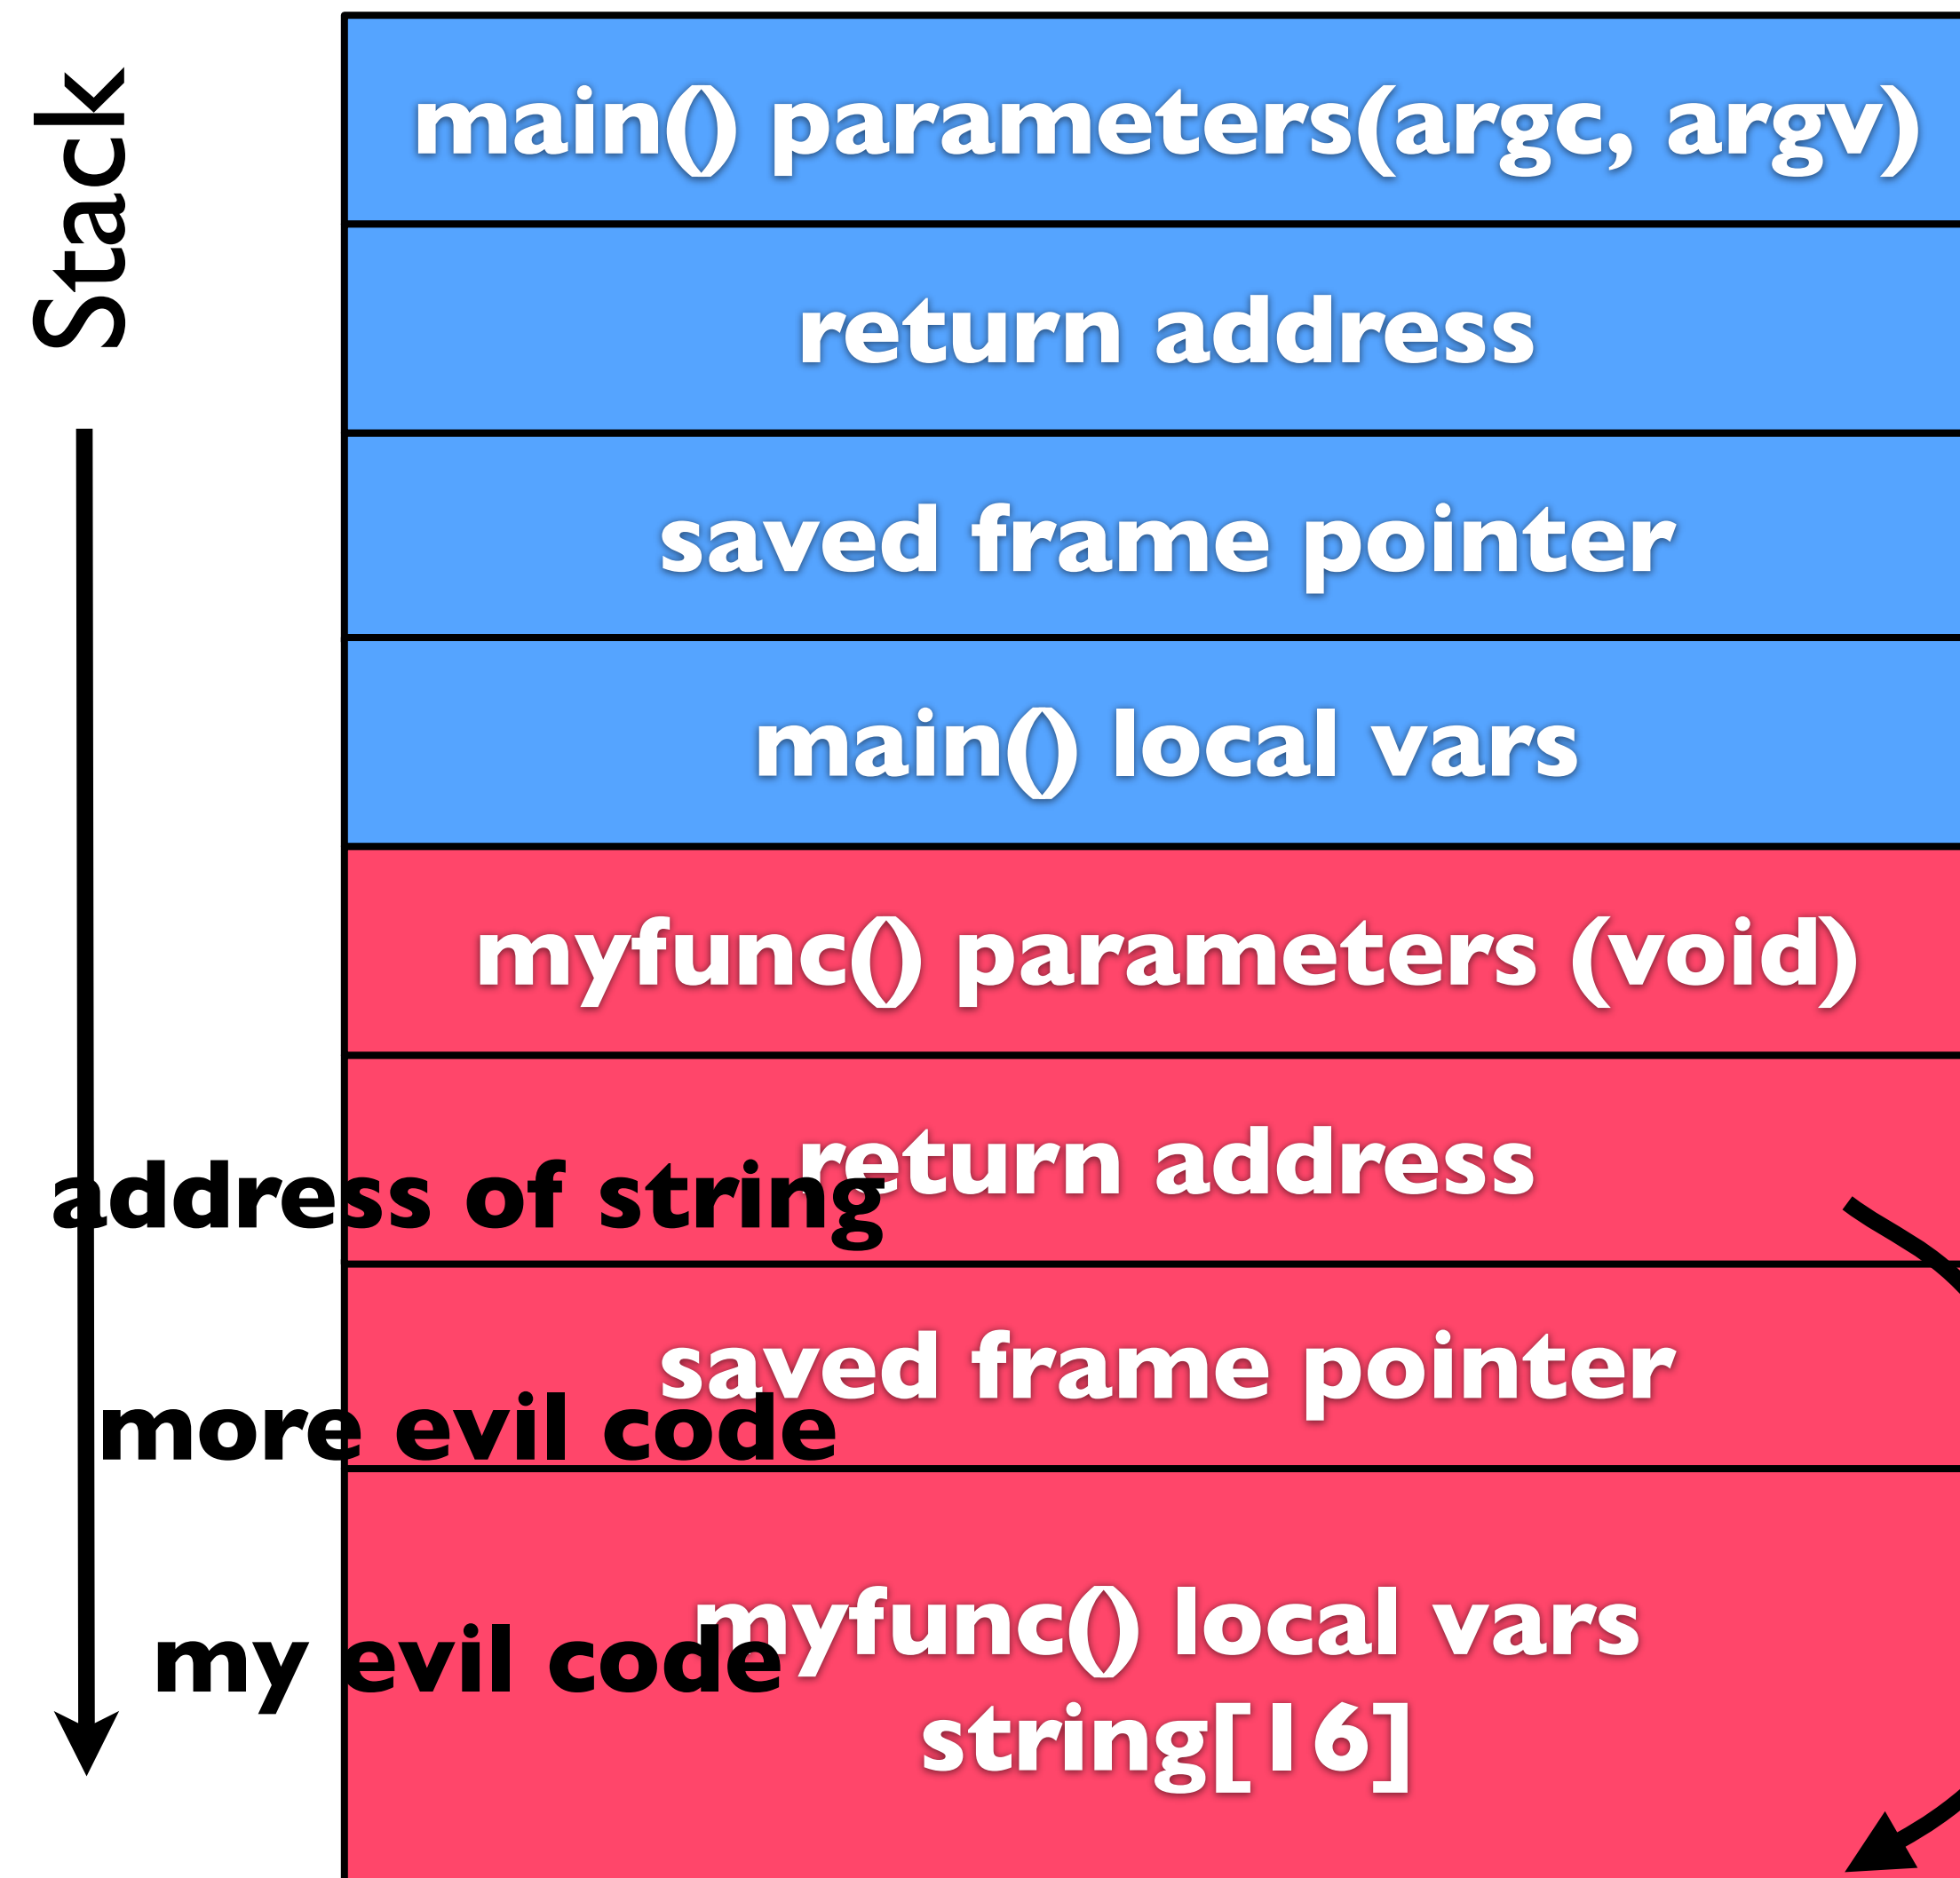 Stack
main() parameters(argc, argv)
return address
saved frame pointer
main() local vars
myfunc() parameters (void)
return address
address of string
saved frame pointer
more evil code
myfunc() local vars
my evil code
string[16]